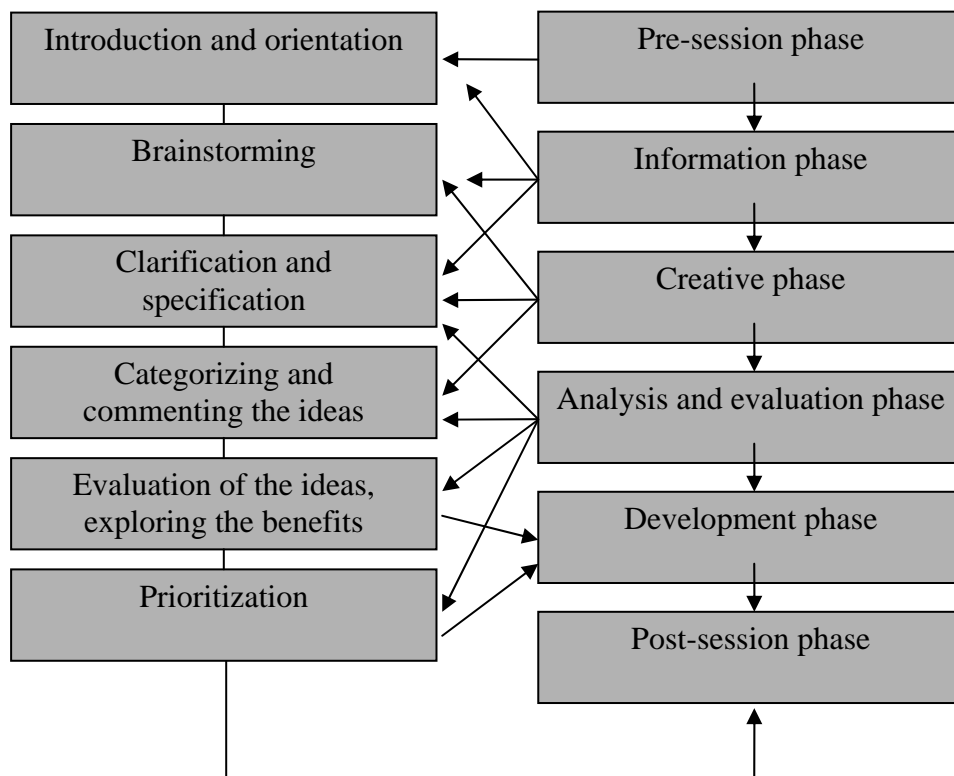 Introduction and orientation
Brainstorming
Clarification and
specification
Categorizing and
commenting the ideas
Evaluation of the ideas,
exploring the benefits
Prioritization
Pre-session phase
Information phase
Creative phase
Analysis and evaluation phase
Development phase
Post-session phase